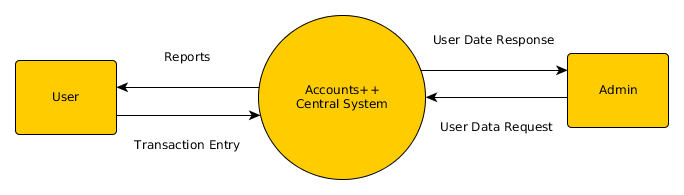 Reports
User Date Response
User
Accounts++
Central System
Admin
Transaction Entry
User Data Request